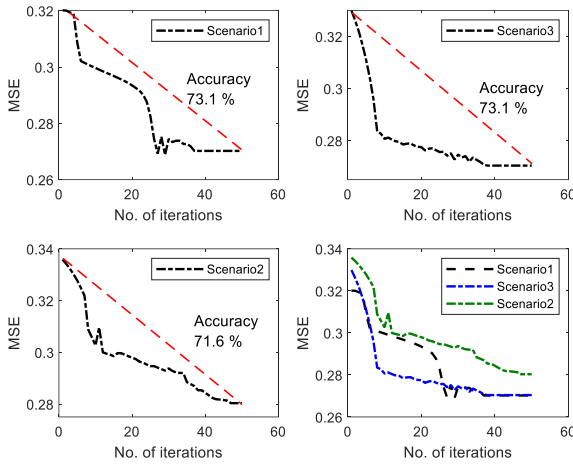 Scenario1
0.32
0.3
0.28
0.26
MSE
Accuracy
73.1 %
0
20
40
60
No. of iterations
Scenario3
0.32
0.3
0.28
MSE
Accuracy
73.1 %
0
20
40
60
No. of iterations
Scenario2
0.34
0.32
0.3
0.28
MSE
Accuracy
71.6 %
0
20
40
60
No. of iterations
Scenario1
Scenario3
Scenario2
0.34
0.32
0.3
0.28
0.26
MSE
0
20
40
60
No. of iterations